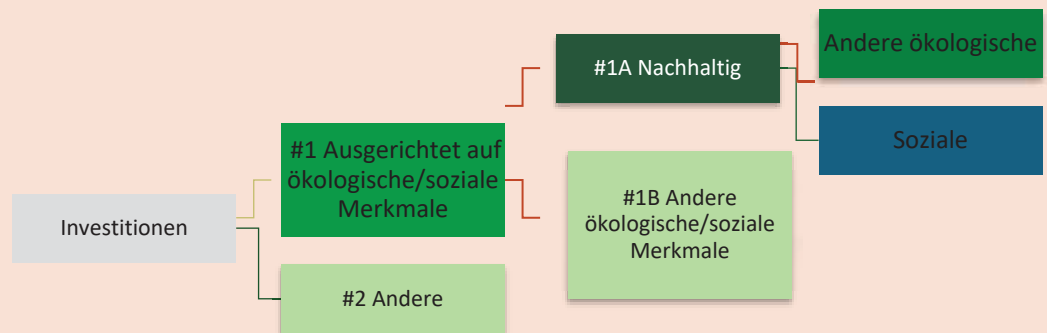 Investitionen
#1 Ausgerichtet auf
ökologische/soziale
Merkmale
#2 Andere
#1A Nachhaltig
#1B Andere
ökologische/soziale
Merkmale
Andere ökologische
Soziale